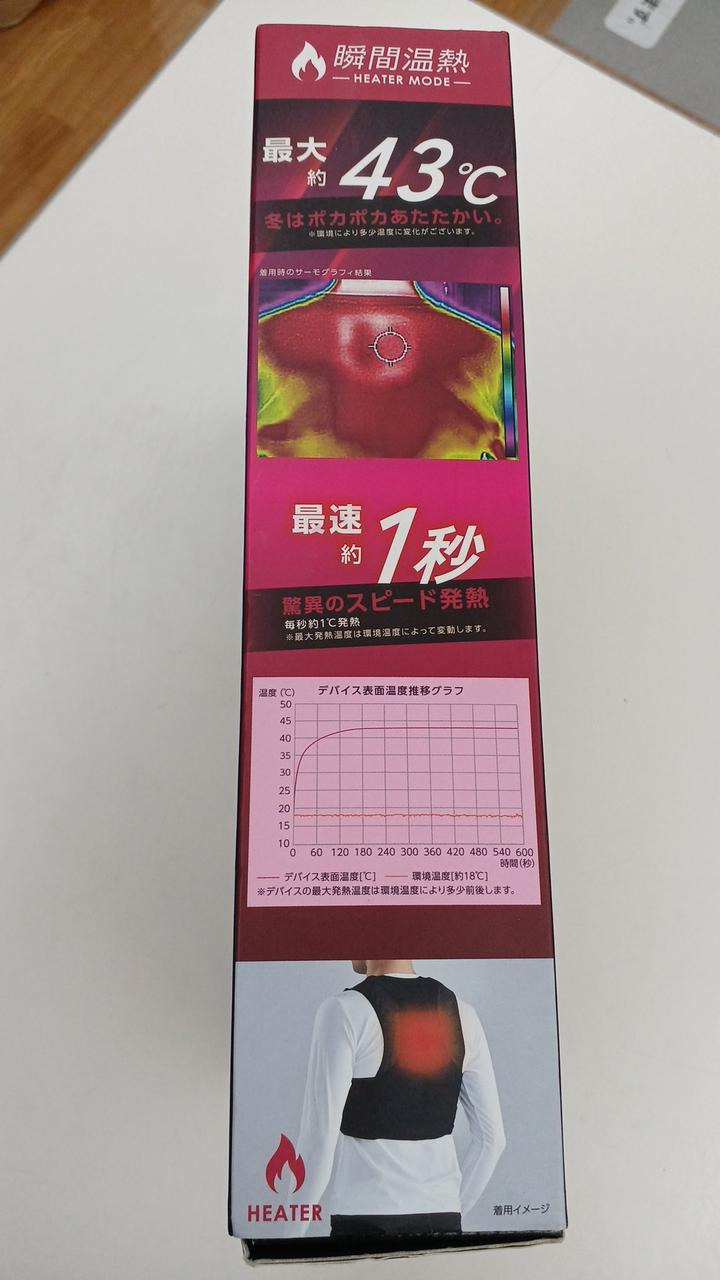 瞬間温熱
HEATER MODE
最大
約
43℃
冬はポカポカあたたかい。
※環境により多少温度に変化がございます。
着用時のサーモグラフィ結果
最速
約
1秒
驚異のスピード発熱
毎秒約1℃発熱
※最大発熱温度は環境温度によって変動します。
温度(℃)
デバイス表面温度推移グラフ
50
45
40
35
30
25
20
15
10
0 60 120 180 240 300 360 420 480 540 600
時間(秒)
デバイス表面温度[℃] 環境温度[約18℃]
※デバイスの最大発熱温度は環境温度により多少前後します。
HEATER
着用イメージ